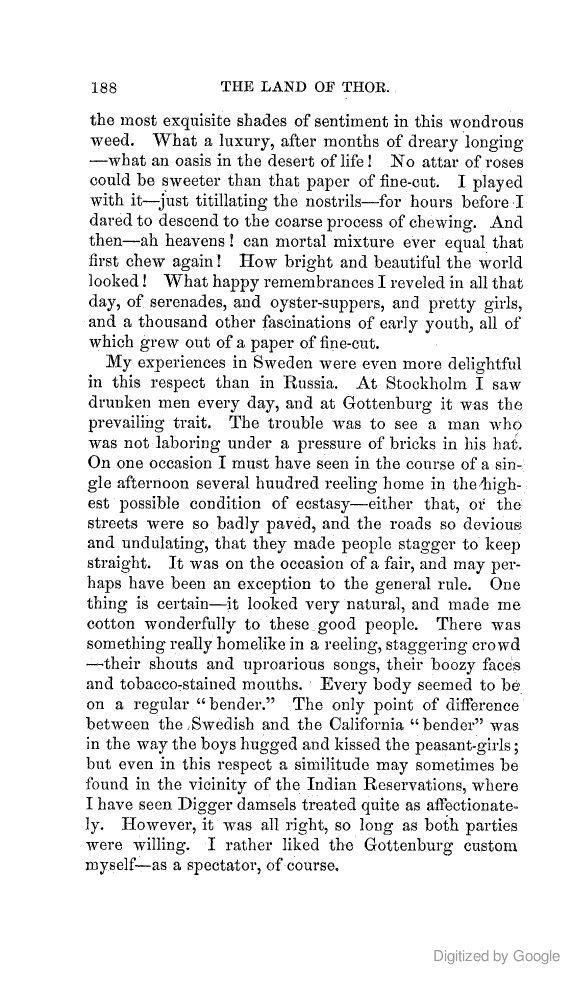 188 THE LAND OF THOR.
the most exquisite shades of sentiment in this wondrous
weed. What a luxury, after months of dreary longing
—what an oasis in the desert of life! No attar of roses
could be sweeter than that paper of fine-cut. I played
with it—just titillating the nostrils—for hours before I
dared to descend to the coarse process of chewing. And
then—ah heavens! can mortal mixture ever equal that
first chew again! How bright and beautiful the world
looked! What happy remembrances I reveled in all that
day, of serenades, and oyster-suppers, and pretty girls,
and a thousand other fascinations of early youth, all of
which grew out of a paper of fine-cut.
My experiences in Sweden were even more delightful
in this respect than in Russia. At Stockholm I saw
drunken men every day, and at Gottenburg it was the
prevailing trait. The trouble was to see a man who
was not laboring under a pressure of bricks in his hat.
On one occasion I must have seen in the course of a sin-
gle afternoon several huudred reeling home in the high-
est possible condition of ecstasy—either that, or the
streets were so badly paved, and the roads so devious
and undulating, that they made people stagger to keep
straight. It was on the occasion of a fair, and may per-
haps have been an exception to the general rule. One
thing is certain—it looked very natural, and made me
cotton wonderfully to these good people. There was
something really homelike in a reeling, staggering crowd
—their shouts and uproarious songs, their boozy faces
and tobacco-stained mouths. Every body seemed to be
on a regular "bender." The only point of difference
between the Swedish and the California "bender" was
in the way the boys hugged and kissed the peasant-girls;
but even in this respect a similitude may sometimes be
found in the vicinity of the Indian Reservations, where
I have seen Digger damsels treated quite as affectionate-
ly. However, it was all right, so long as both parties
were willing. I rather liked the Gottenburg custom
myself—as a spectator, of course.
Digitized by Google